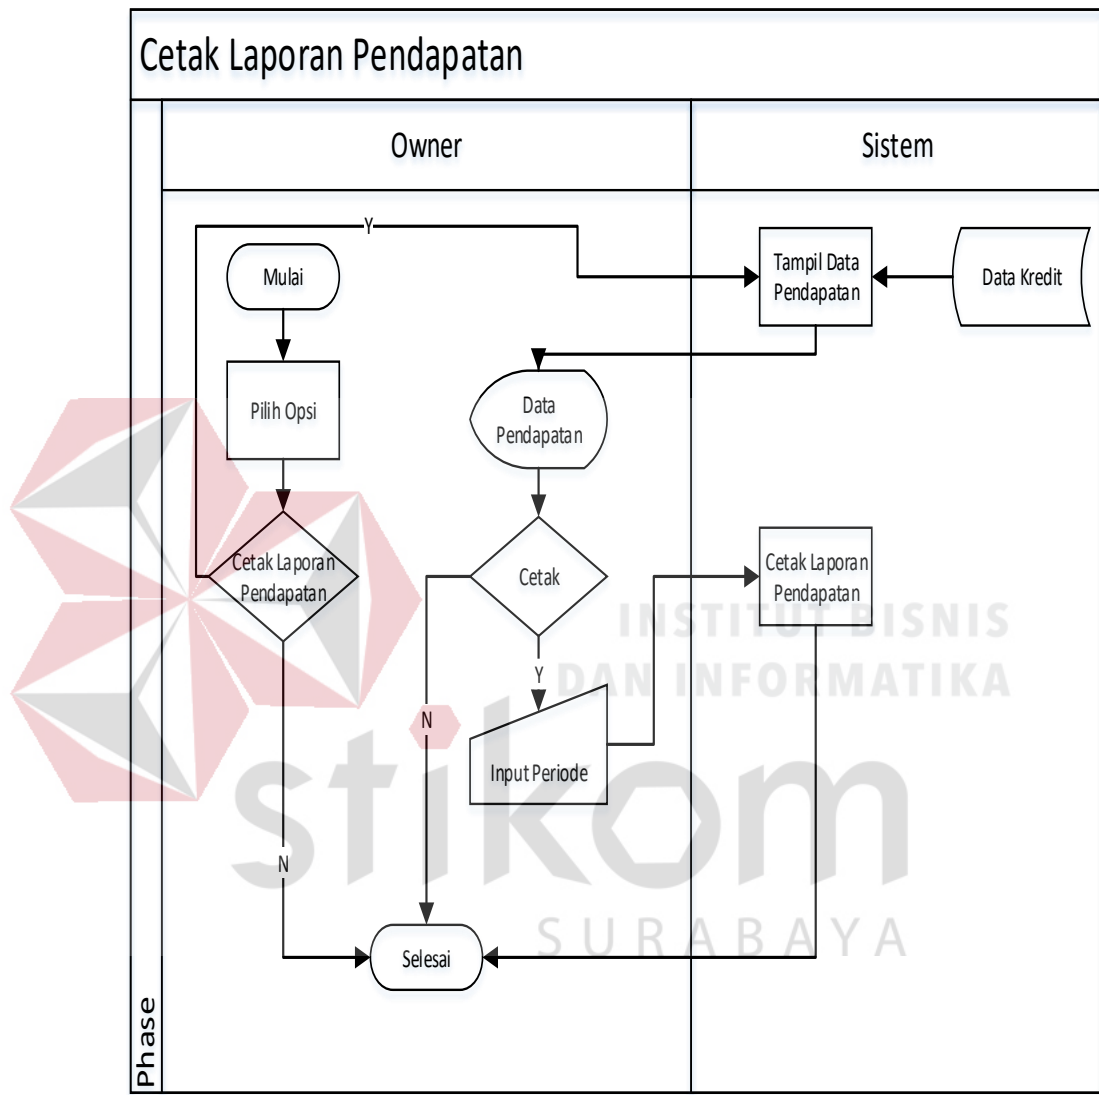 Cetak Laporan Pendapatan
Owner
Sistem
Y
Mulai
Tampil Data
Pendapatan
Data Kredit
Pilih Opsi
Data
Pendapatan
Cetak Laporan
Pendapatan
Cetak
Cetak Laporan
Pendapatan
INSTITUT BISNIS
DAN INFORMATIKA
Y
N
Input Periode
stikom
N
SURABAYA
Selesai
Phase